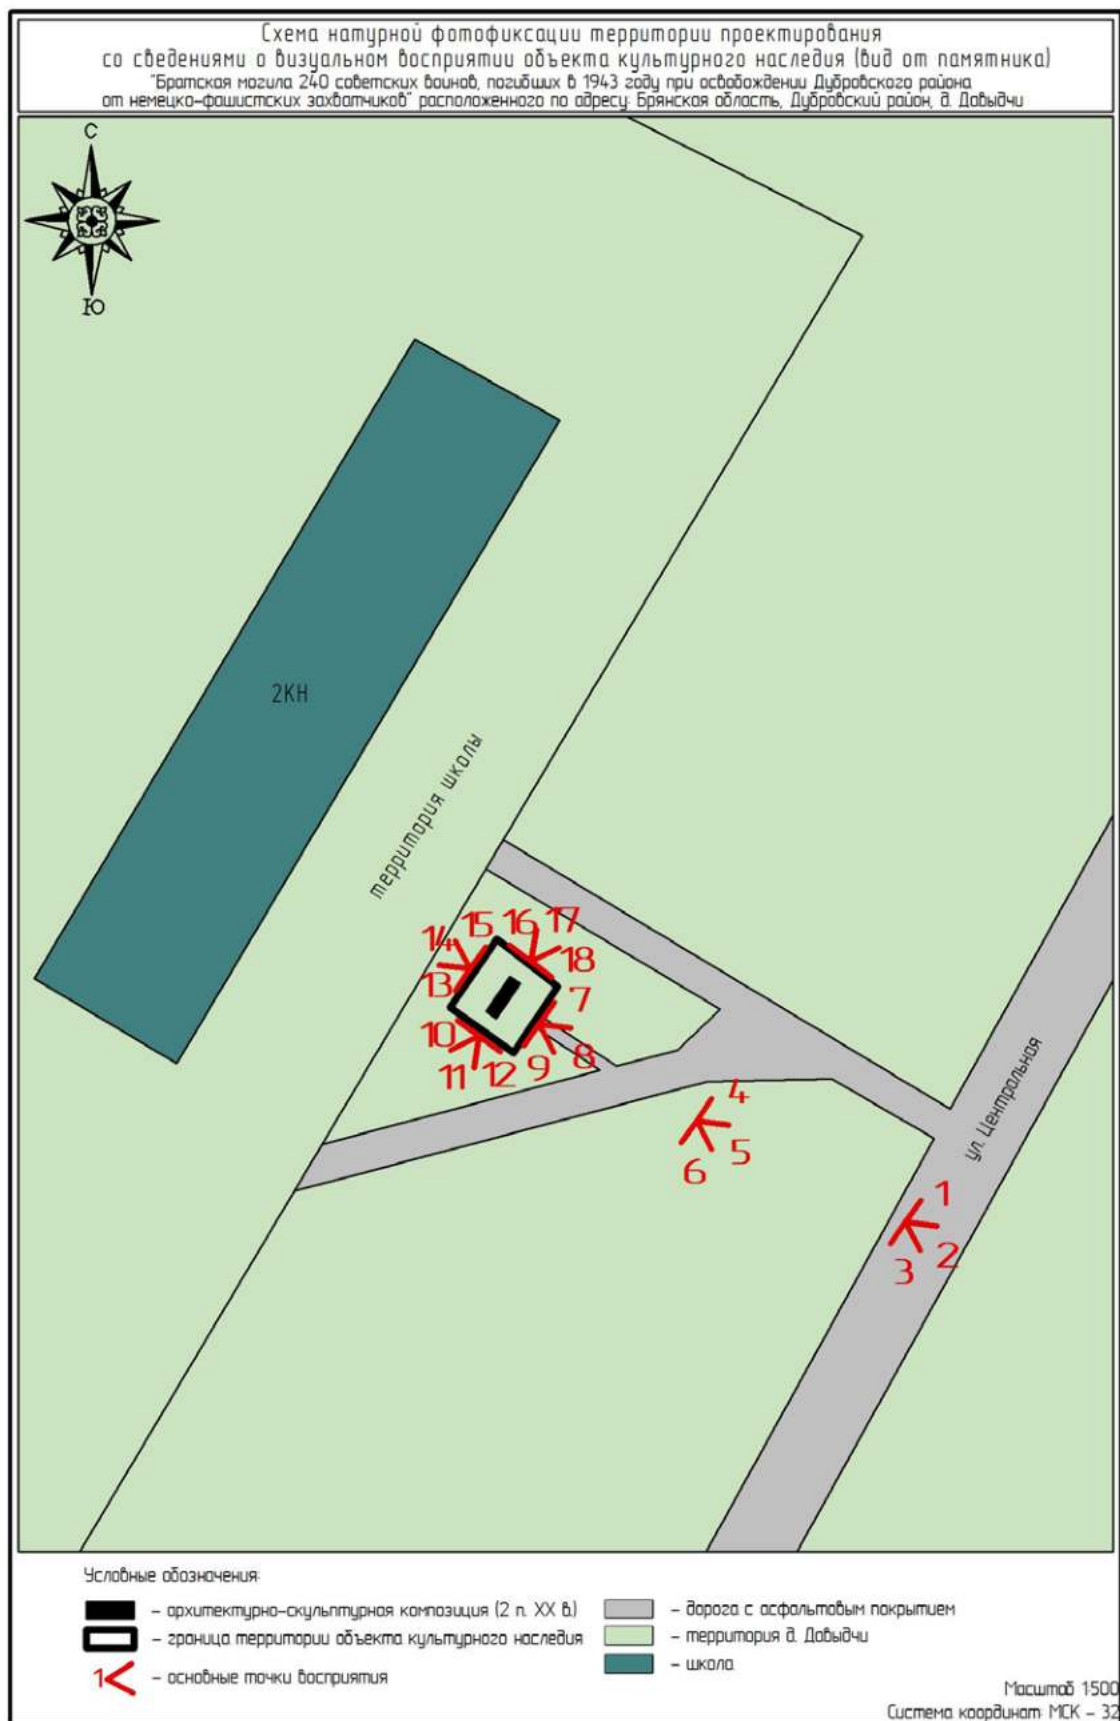 Схема натурной фотофиксации территории проектирования
со сведениями о визуальном восприятии объекта культурного наследия (вид от памятника)
"Братская могила 240 советских воинов, погибших в 1943 году при освобождении Дубровского района
от немецко-фашистских захватчиков" расположенного по адресу: Брянская область, Дубровский район, д. Давыдчи
С
Ю
2КН
территория школы
15 16 17
14
18
13
7
10
11 12 9 8
4
5
6
ул. Центральная
1
2
3
Условные обозначения:
– архитектурно-скульптурная композиция (2 п. XX в.)
– граница территории объекта культурного наследия
1 – основные точки восприятия
– дорога с асфальтовым покрытием
– территория д. Давыдчи
– школа
Масштаб 1:500
Система координат: МСК – 32